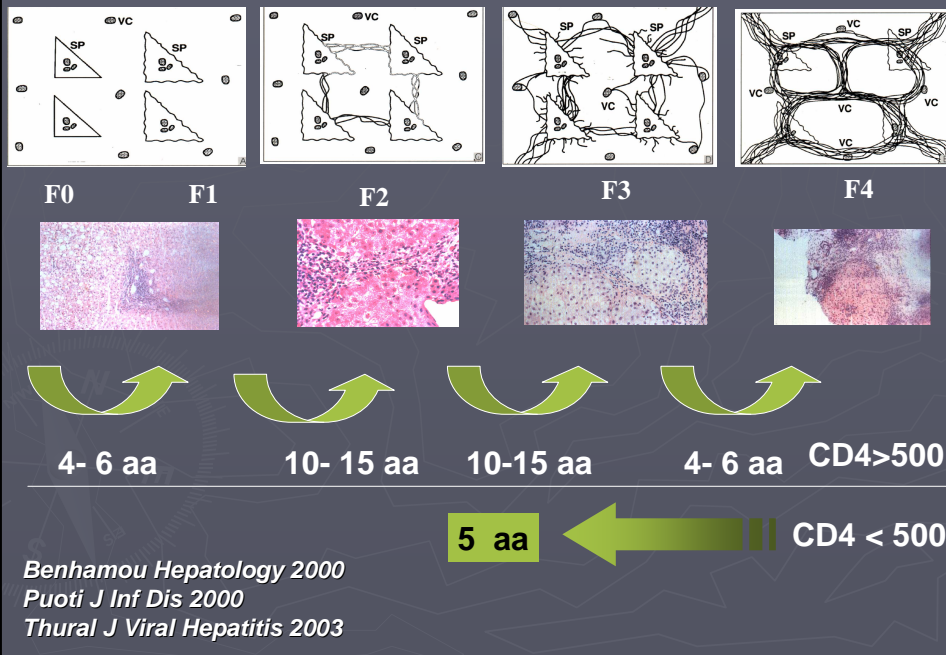 VC
SP
SP
A
VC
SP
SP
C
SP
SP
VC
D
VC
SP
SP
VC
VC
VC
VC
F0
F1
F2
F3
F4
4- 6 aa
10- 15 aa
10-15 aa
4- 6 aa
CD4>500
5 aa
CD4 < 500
Benhamou Hepatology 2000
Puoti J Inf Dis 2000
Thural J Viral Hepatitis 2003